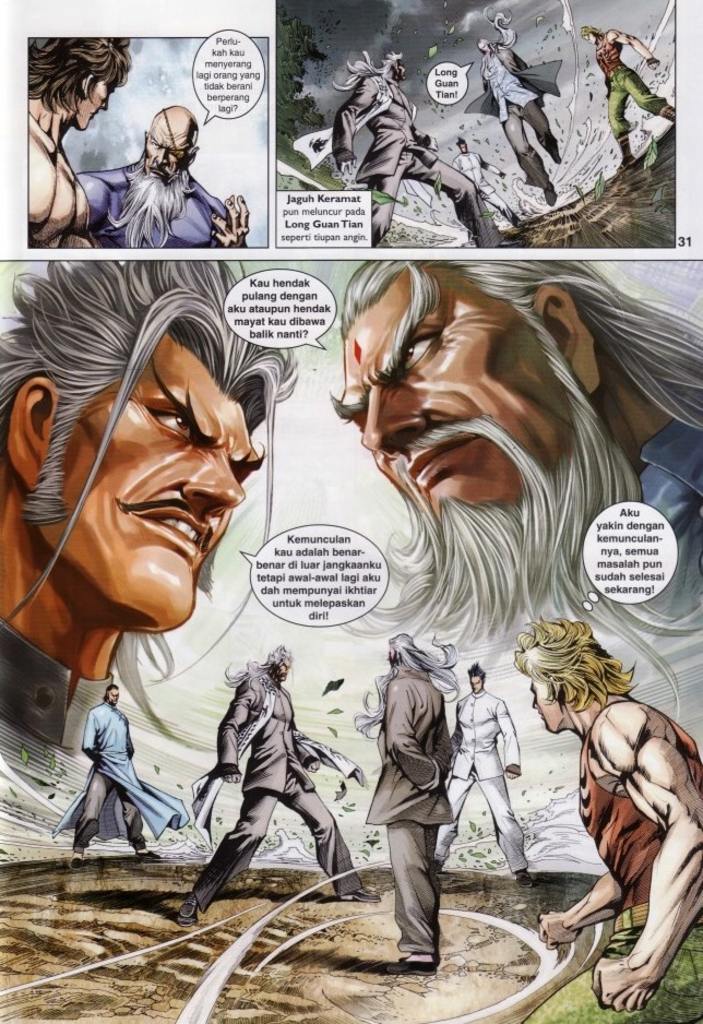 Perlu-
kah kau
menyerang
lagi orang yang
tidak berani
berperang
lagi?
Long
Guan
Tian!
Jaguh Keramat
pun meluncur pada
Long Guan Tian
seperti tiupan angin.
31
Kau hendak
pulang dengan
aku ataupun hendak
mayat kau dibawa
balik nanti?
Kemunculan
kau adalah benar-
benar di luar jangkaanku
tetapi awal-awal lagi aku
dah mempunyai ikhtiar
untuk melepaskan
diri!
Aku
yakin dengan
kemunculan-
nya, semua
masalah pun
sudah selesai
sekarang!